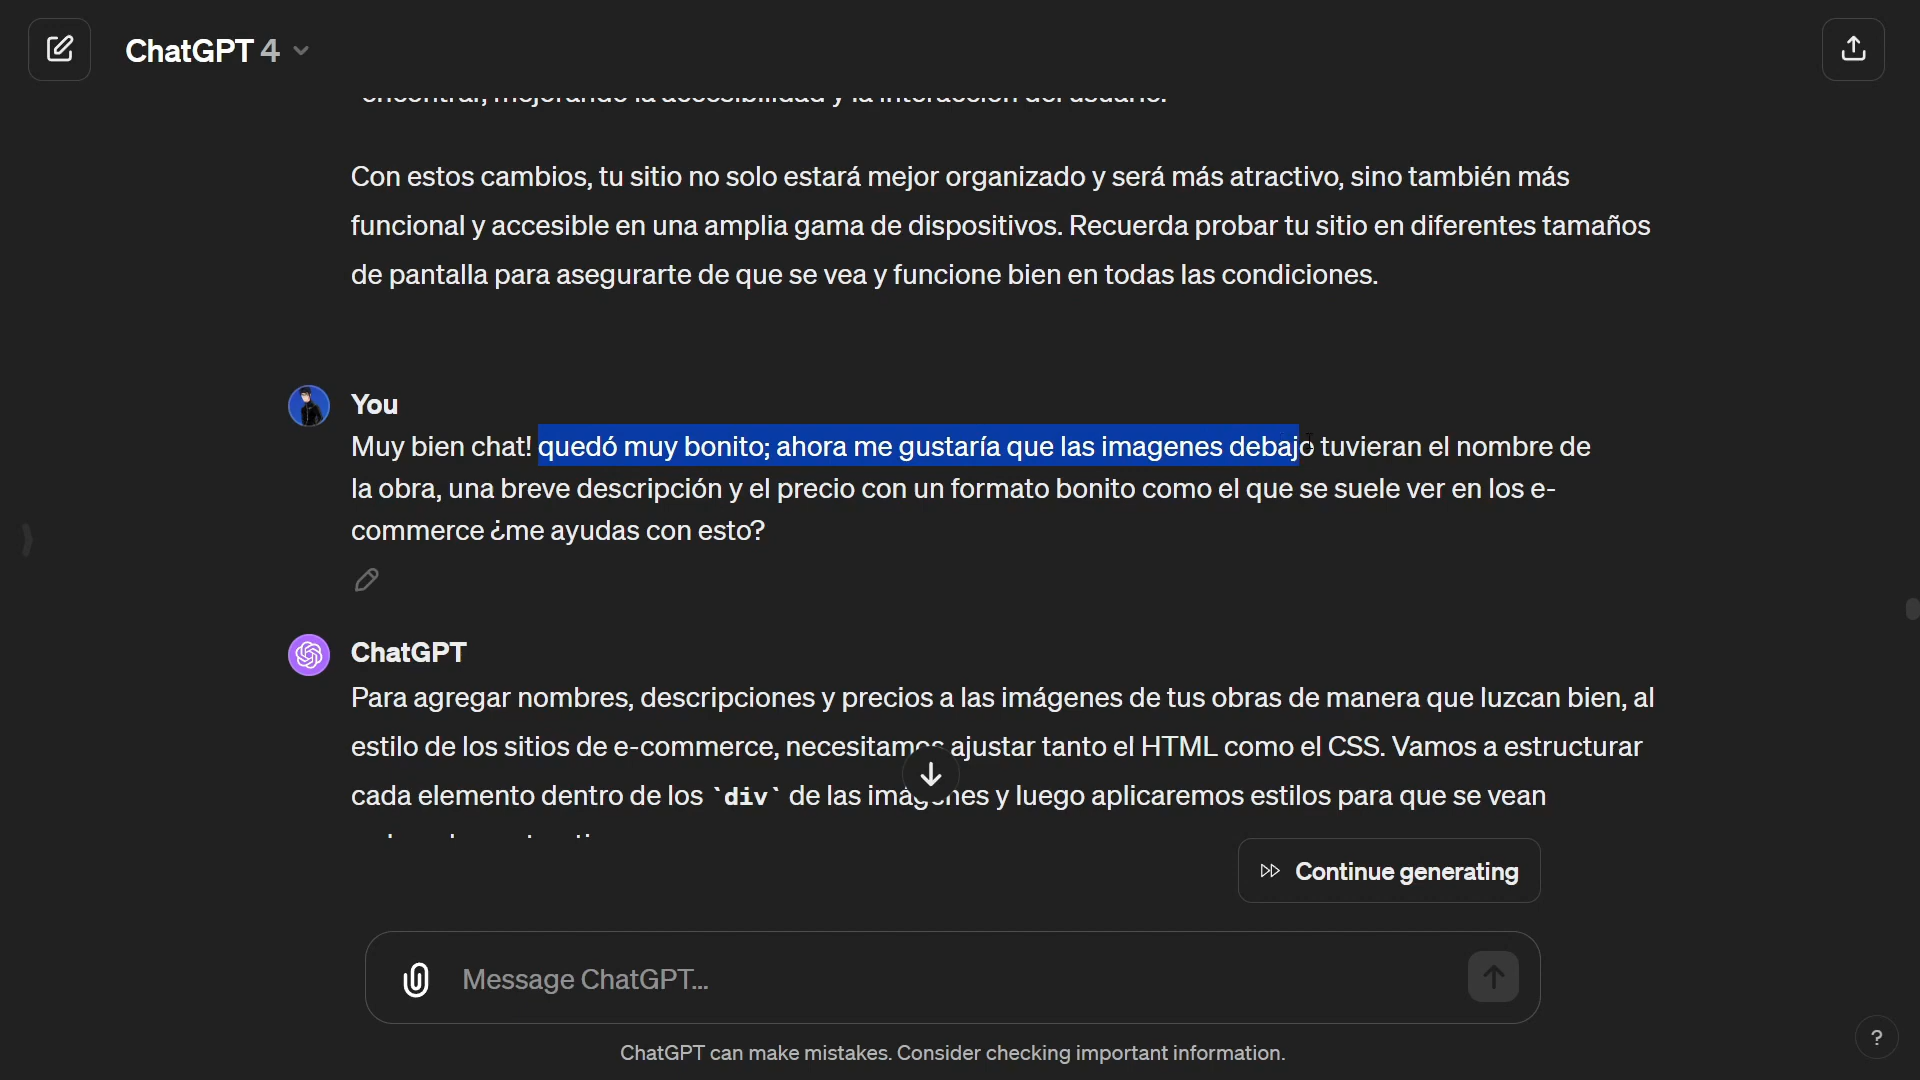 ChatGPT 4
Con estos cambios, tu sitio no solo estará mejor organizado y será más atractivo, sino también más
funcional y accesible en una amplia gama de dispositivos. Recuerda probar tu sitio en diferentes tamaños
de pantalla para asegurarte de que se vea y funcione bien en todas las condiciones.
You
Muy bien chat! quedó muy bonito; ahora me gustaría que las imagenes debajo tuvieran el nombre de
la obra, una breve descripción y el precio con un formato bonito como el que se suele ver en los e-
commerce ¿me ayudas con esto?
ChatGPT
Para agregar nombres, descripciones y precios a las imágenes de tus obras de manera que luzcan bien, al
estilo de los sitios de e-commerce, necesitamos ajustar tanto el HTML como el CSS. Vamos a estructurar
cada elemento dentro de los `div` de las imágenes y luego aplicaremos estilos para que se vean
Continue generating
Message ChatGPT...
ChatGPT can make mistakes. Consider checking important information.
?